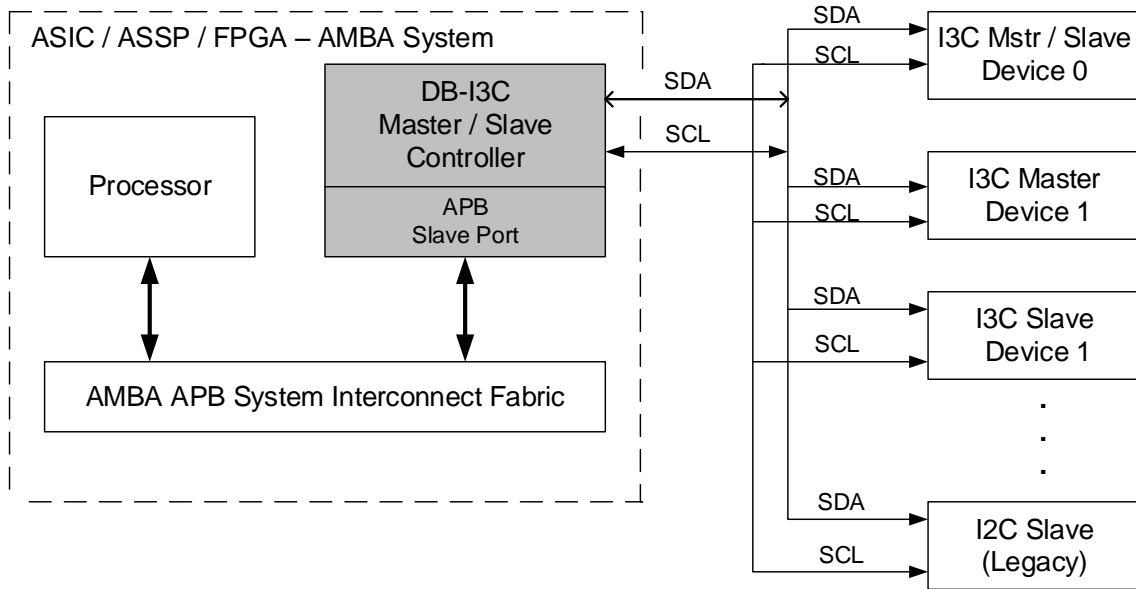 ASIC / ASSP / FPGA – AMBA System
DB-I3C
Master / Slave
Controller
APB
Slave Port
Processor
AMBA APB System Interconnect Fabric
SDA
SCL
SDA
SCL
I3C Mstr / Slave
Device 0
SDA
SCL
I3C Master
Device 1
SDA
SCL
I3C Slave
Device 1
.
.
.
SDA
SCL
I2C Slave
(Legacy)